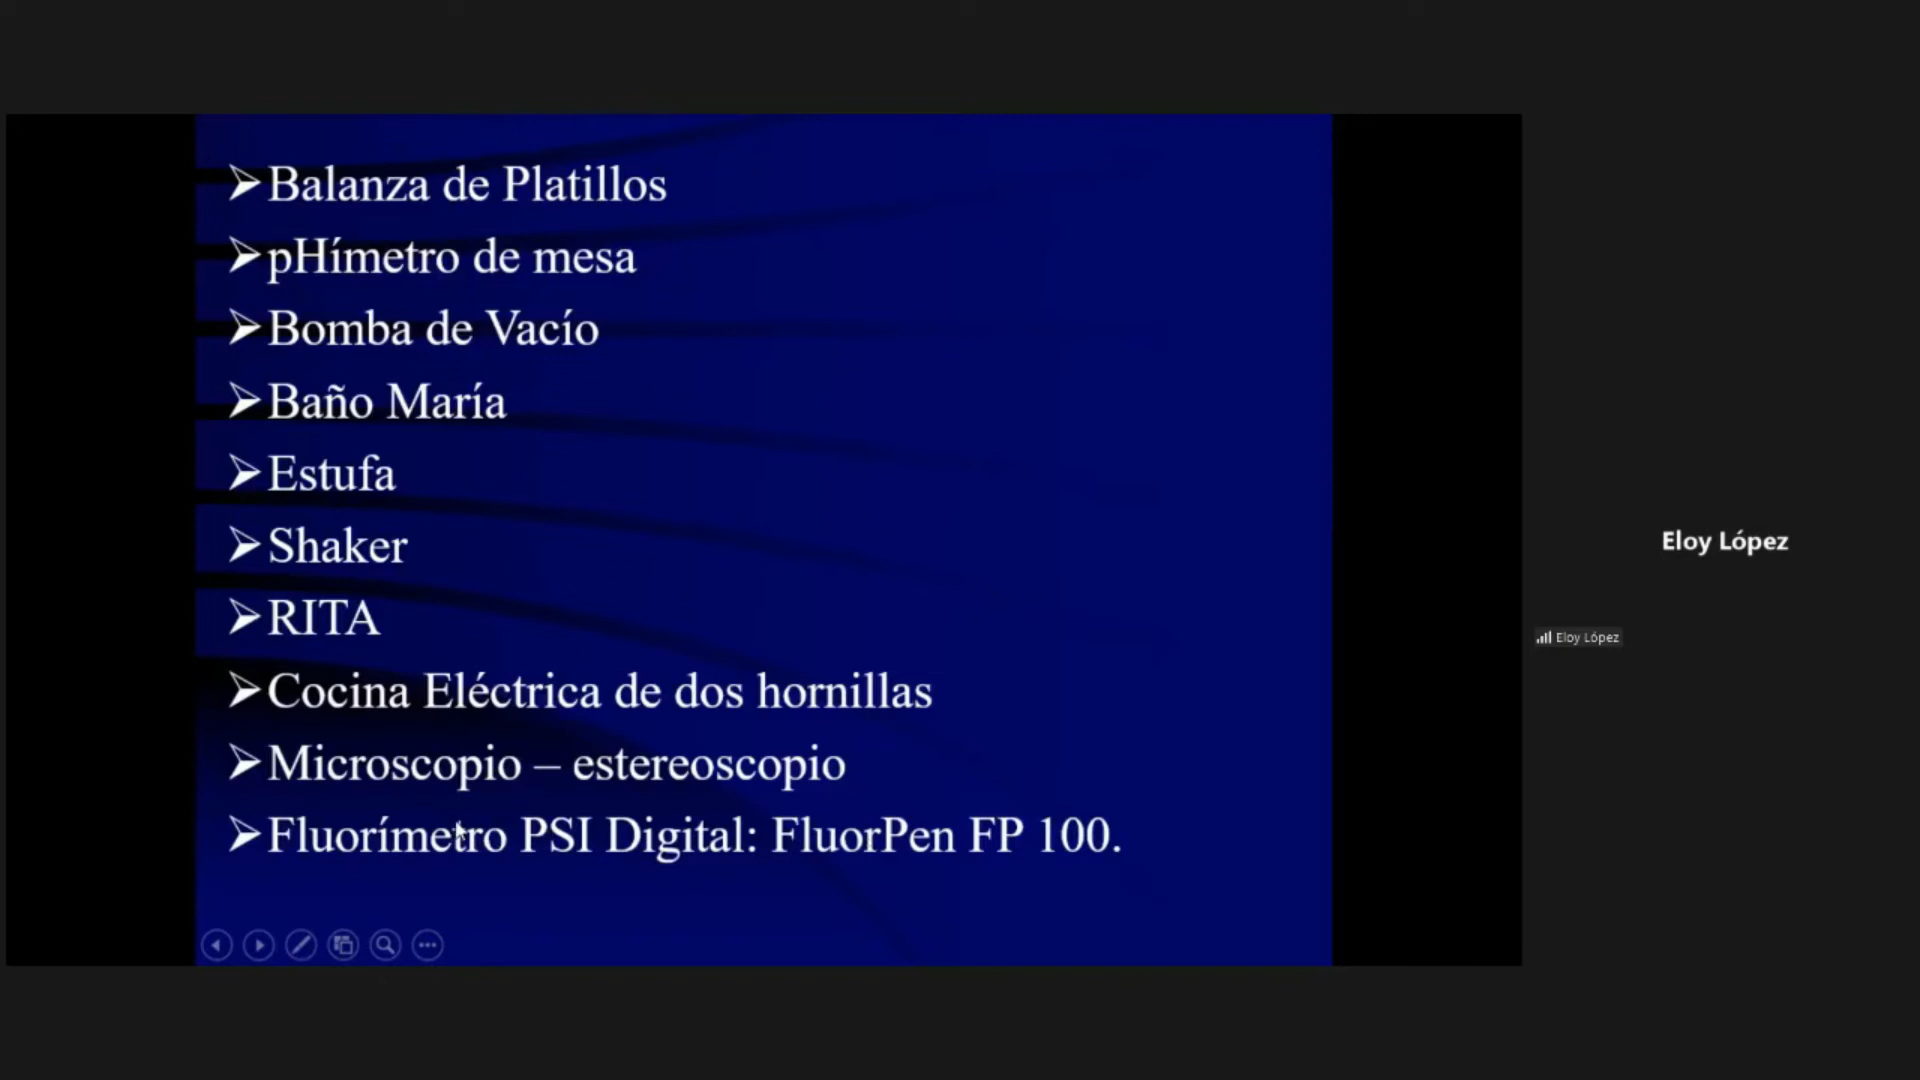 Balanza de Platillos
pHímetro de mesa
Bomba de Vacío
Baño María
Estufa
Shaker
RITA
Cocina Eléctrica de dos hornillas
Microscopio – estereoscopio
Fluorímetro PSI Digital: FluorPen FP 100.
Eloy López
Eloy López